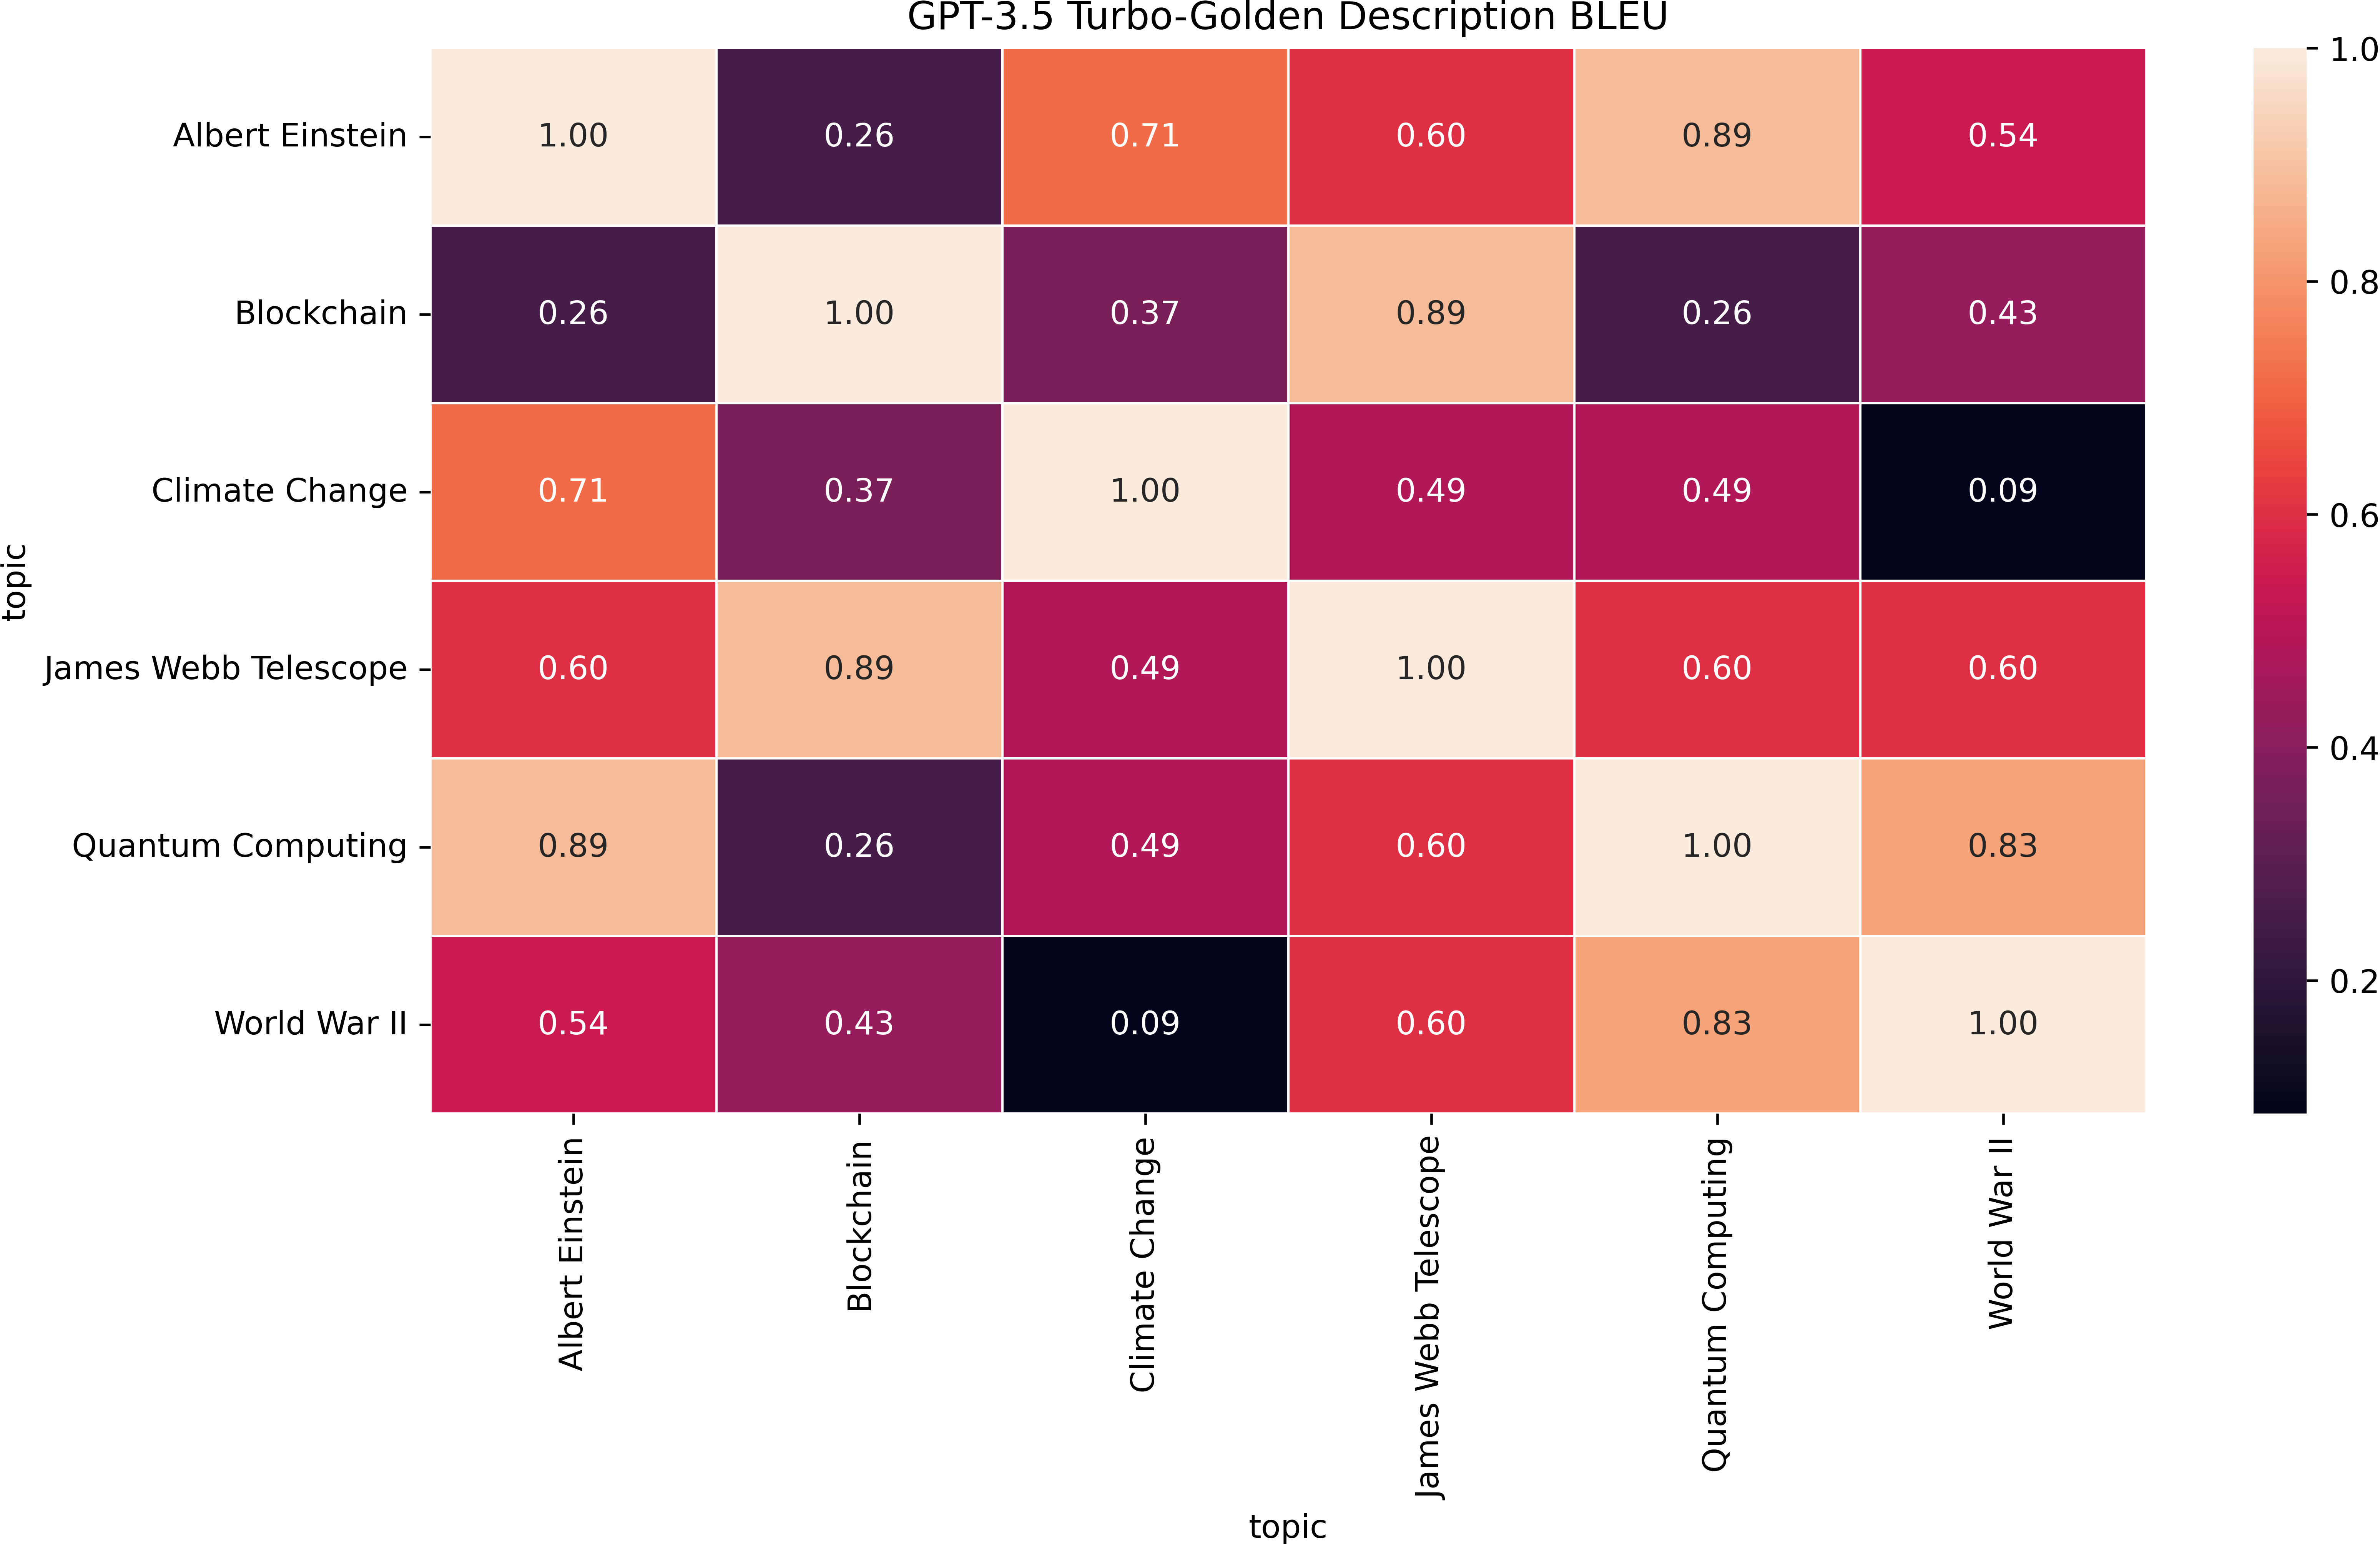 GPT-3.5 Turbo-Golden Description BLEU
topic
Albert Einstein 1.00 0.26 0.71 0.60 0.89 0.54
Blockchain 0.26 1.00 0.37 0.89 0.26 0.43
Climate Change 0.71 0.37 1.00 0.49 0.49 0.09
James Webb Telescope 0.60 0.89 0.49 1.00 0.60 0.60
Quantum Computing 0.89 0.26 0.49 0.60 1.00 0.83
World War II 0.54 0.43 0.09 0.60 0.83 1.00
Albert Einstein
Blockchain
Climate Change
James Webb Telescope
Quantum Computing
World War II
topic
1.0
0.8
0.6
0.4
0.2